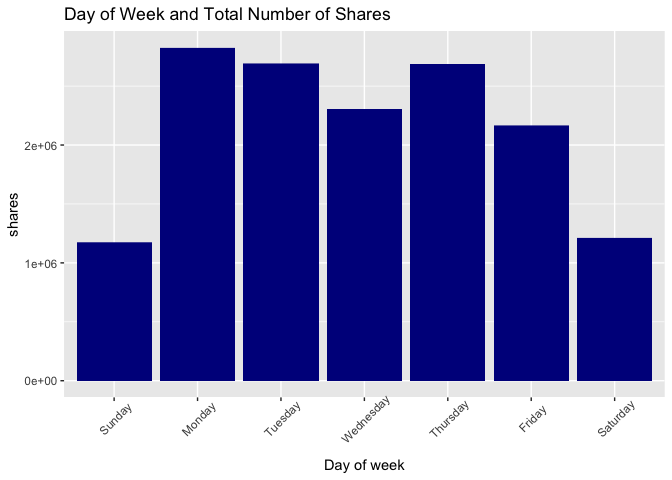 Day of Week and Total Number of Shares
shares
2e+06
1e+06
0e+00
Sunday
Monday
Tuesday
Wednesday
Thursday
Friday
Saturday
Day of week